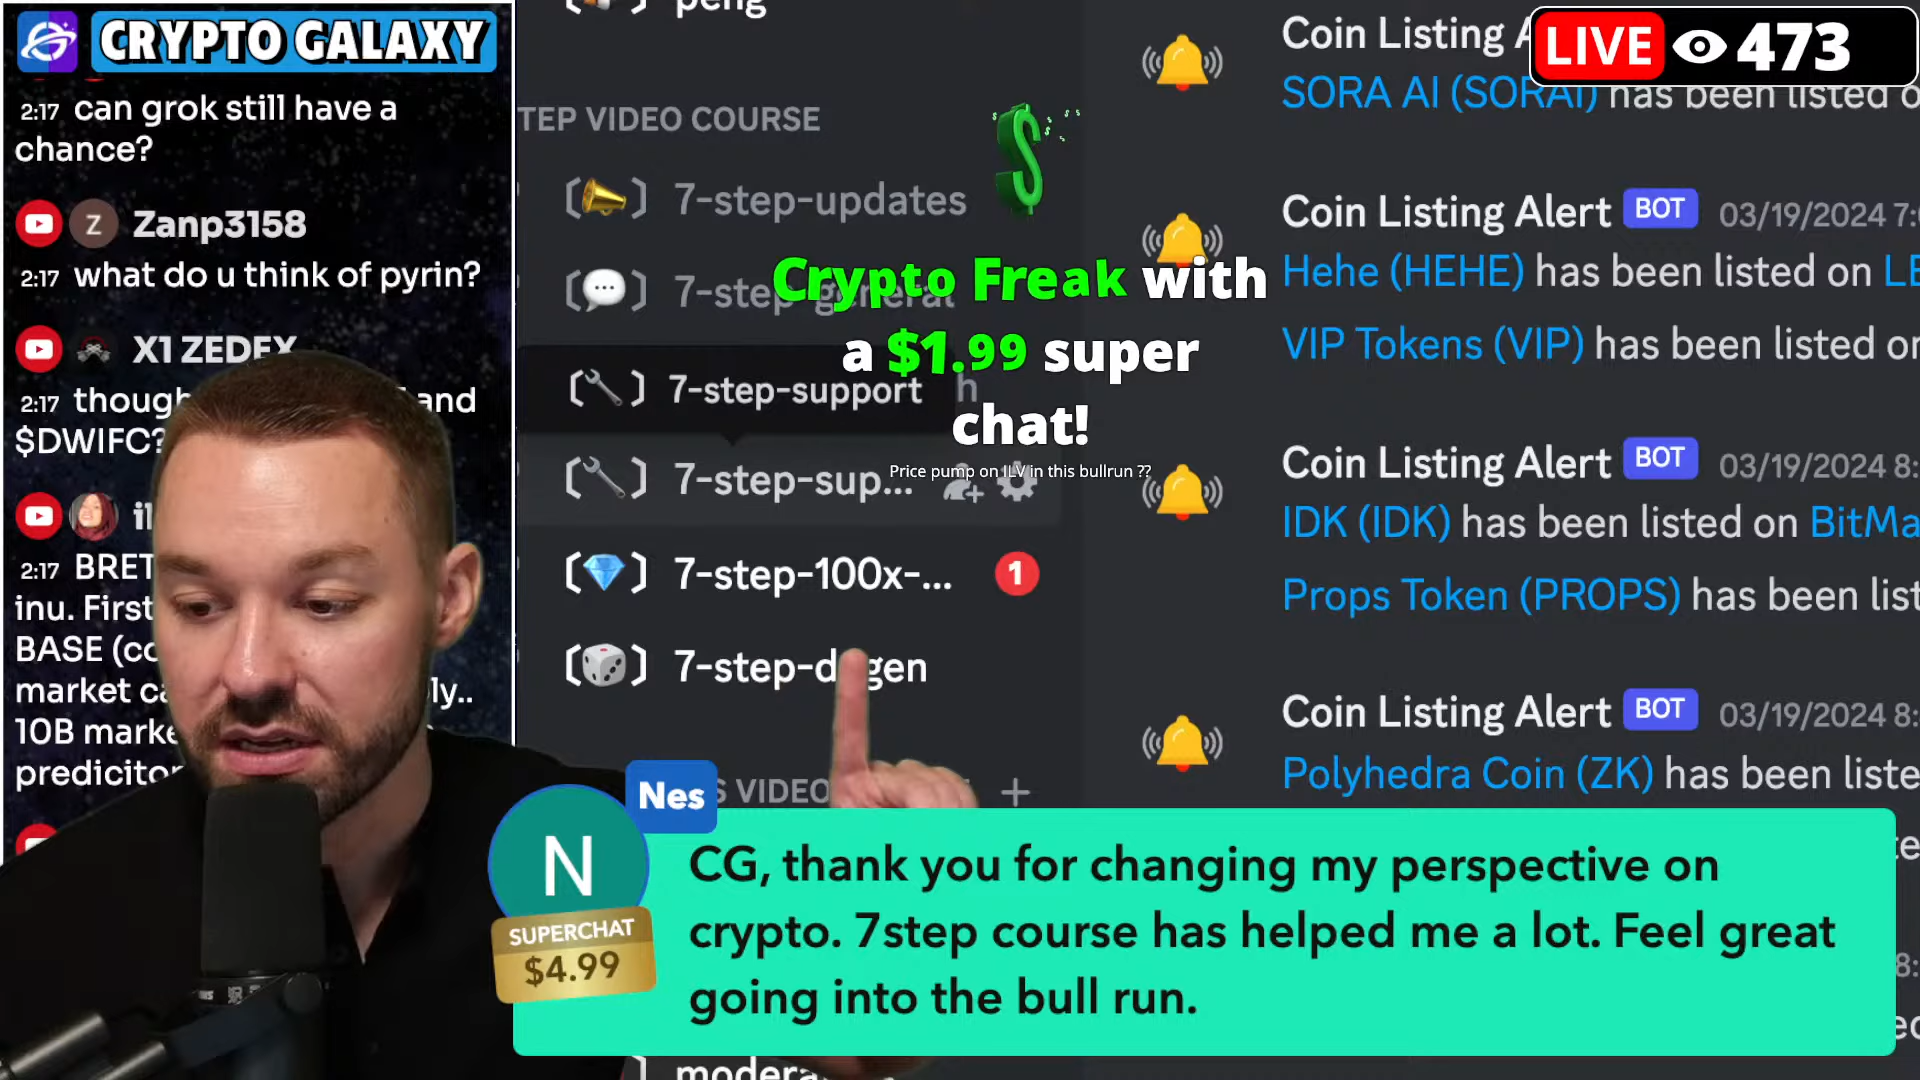 CRYPTO GALAXY
2:17 can grok still have a
chance?
Z Zanp3158
2:17 what do u think of pyrin?
X1 ZEDEX
2:17 and
$DWIFC?
2:17
inu. First
BASE
market ly..
10B
peng
TEP VIDEO COURSE
7-step-updates
7-step-general
7-step-support
7-step-sup...
7-step-100x-... 1
7-step-degen
S VIDEO
$
Crypto Freak with
a $1.99 super
chat!
Price pump on ILV in this bullrun ??
LIVE 473
Coin Listing
SORA AI (SORAI) has been listed
Coin Listing Alert BOT 03/19/2024
Hehe (HEHE) has been listed on
VIP Tokens (VIP) has been listed
Coin Listing Alert BOT 03/19/2024
IDK (IDK) has been listed on
Props Token (PROPS) has been
Coin Listing Alert BOT 03/19/2024
Polyhedra Coin (ZK) has been
Nes
N
SUPERCHAT
$4.99
CG, thank you for changing my perspective on
crypto. 7step course has helped me a lot. Feel great
going into the bull run.